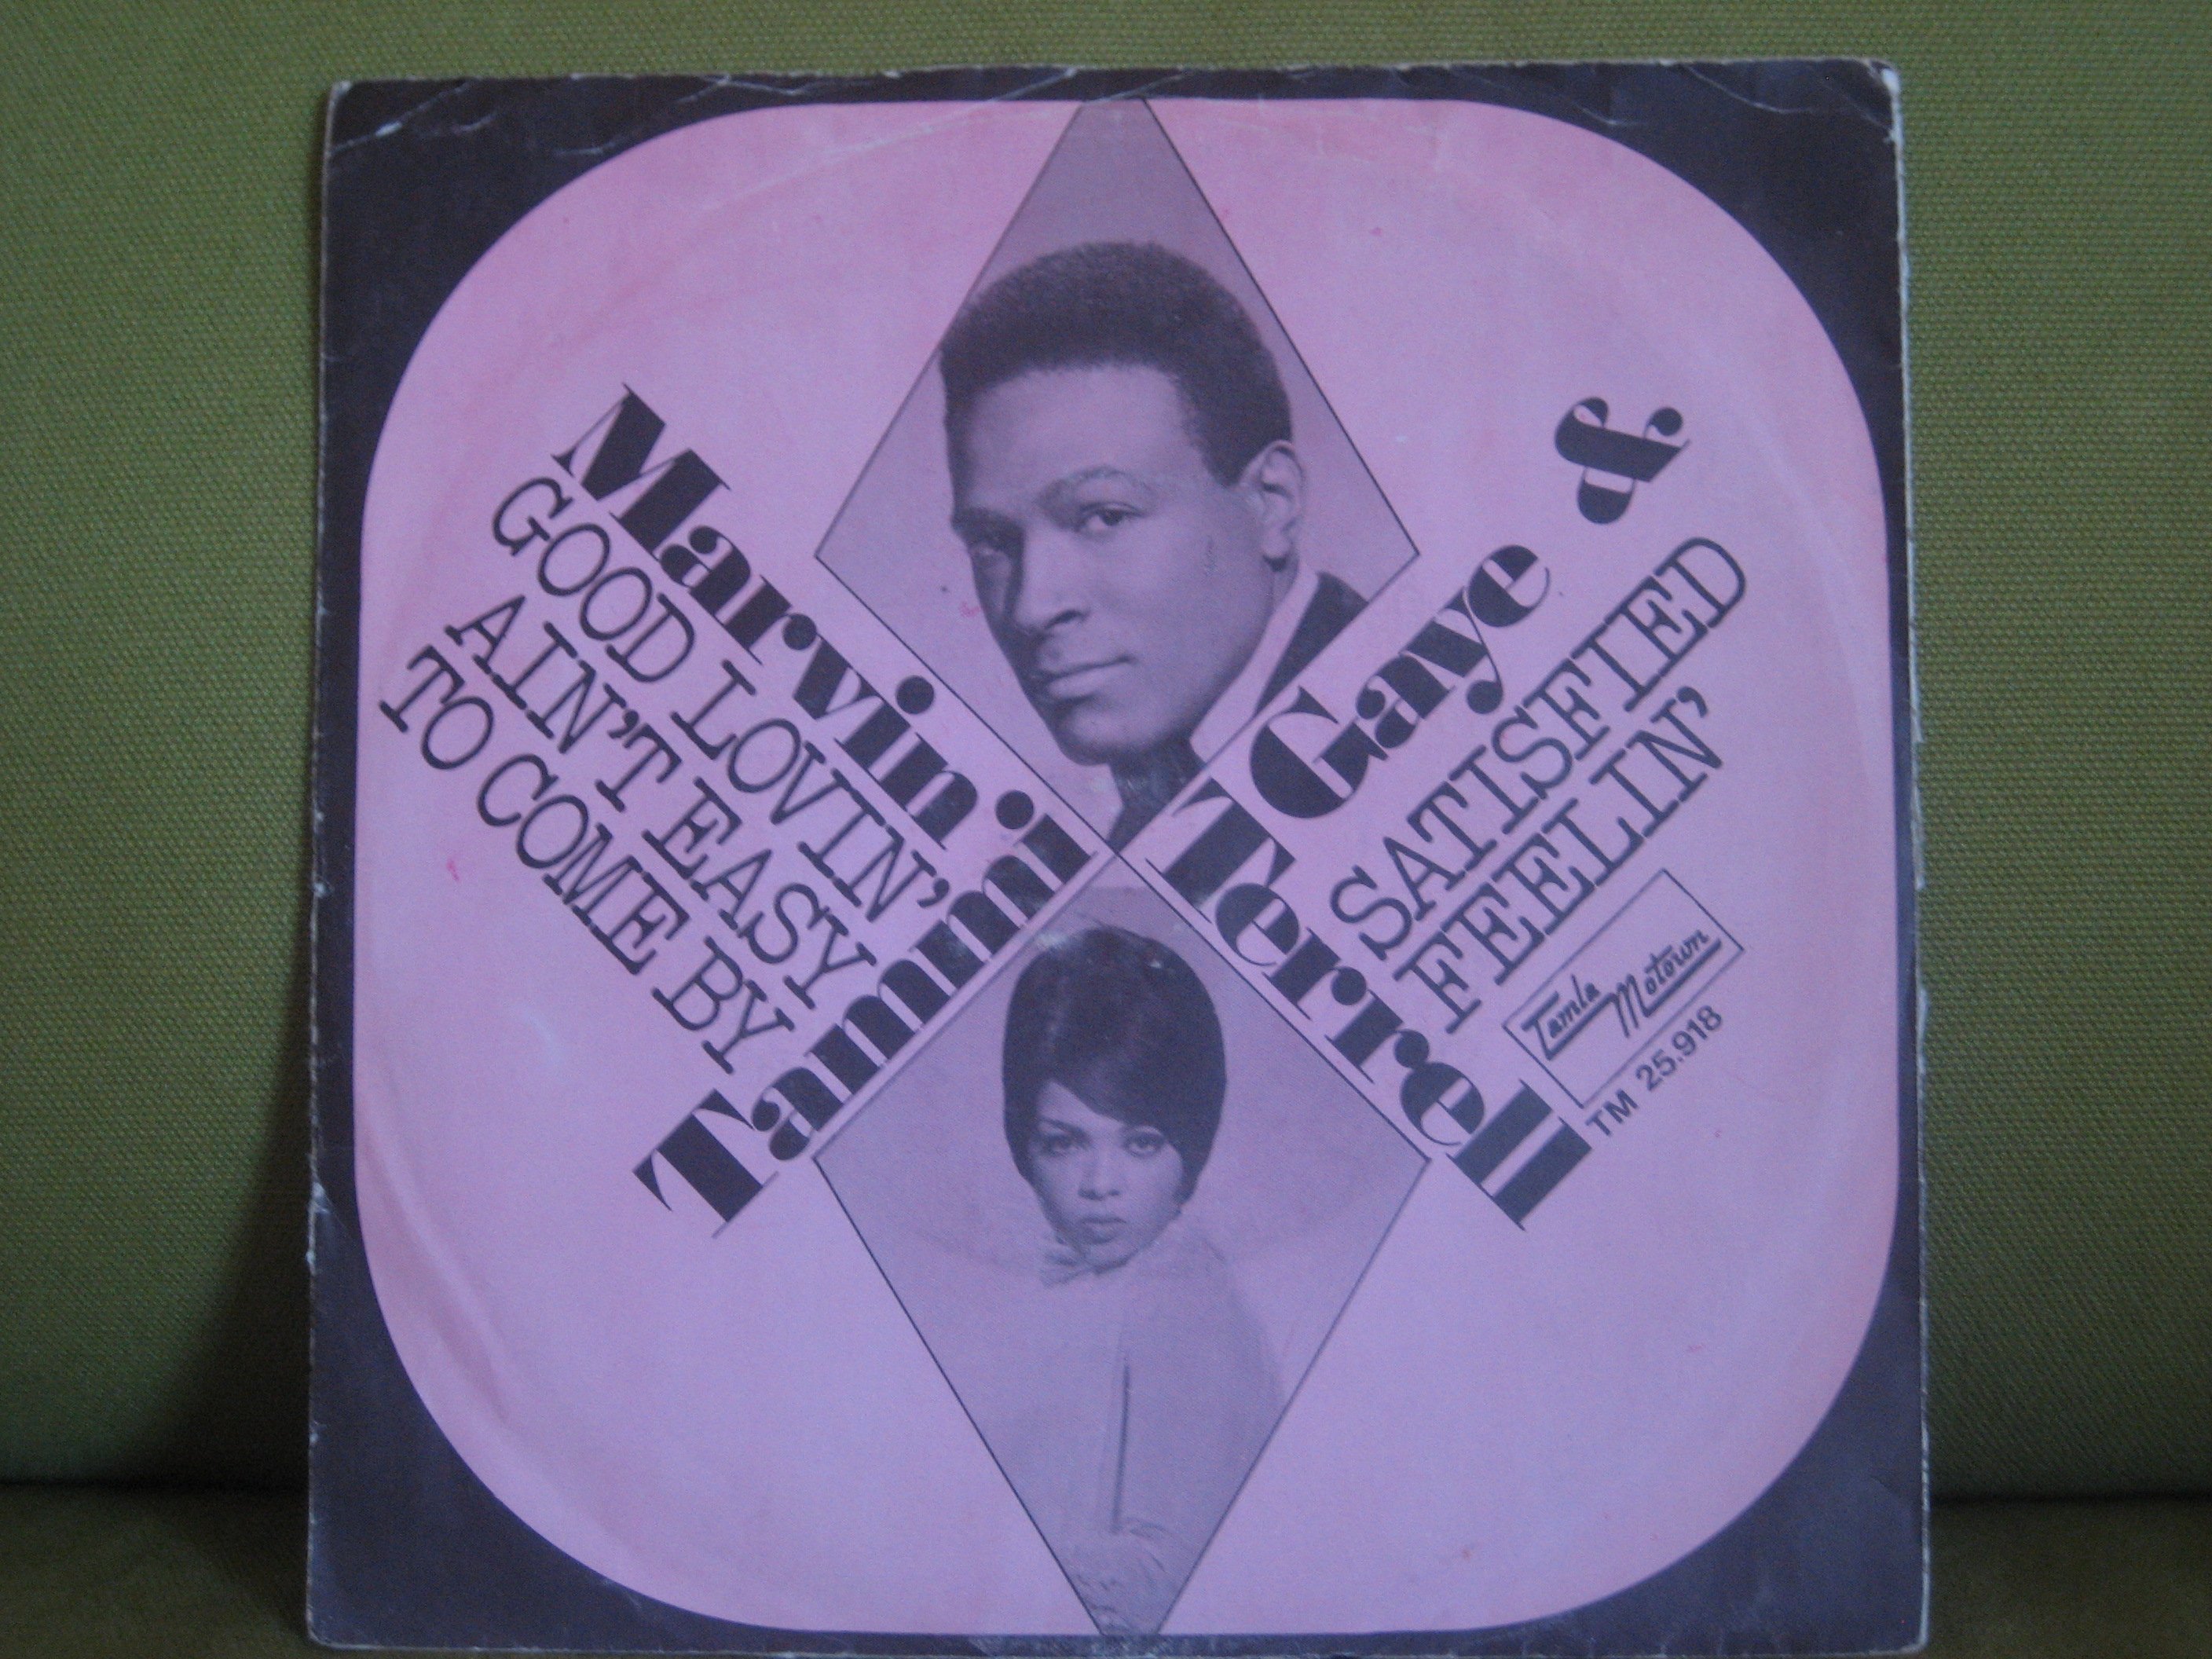 Marvin Gaye &
GOOD LOVIN'
AIN'T EASY
TO COME BY
SATISFIED
FEELIN'
Tammi Terrell
Tamla Motown
TM 25.918